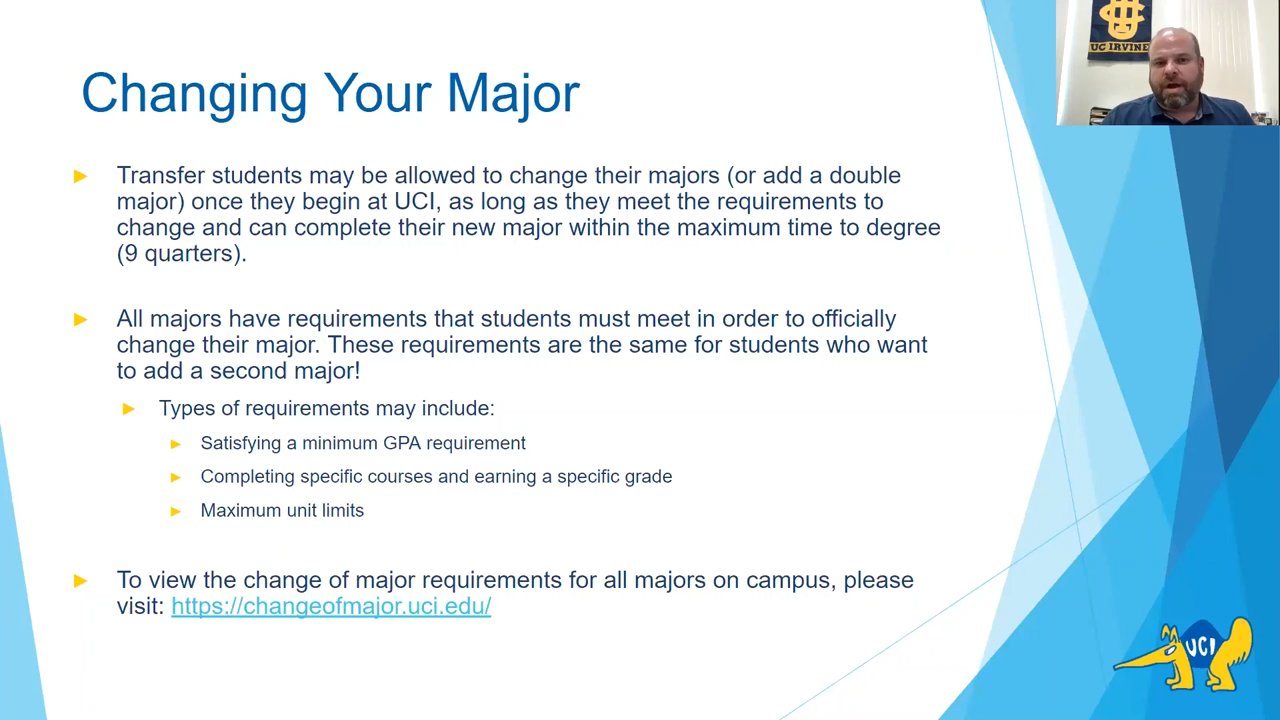 Changing Your Major
UC IRVINE
Transfer students may be allowed to change their majors (or add a double
major) once they begin at UCI, as long as they meet the requirements to
change and can complete their new major within the maximum time to degree
(9 quarters).
All majors have requirements that students must meet in order to officially
change their major. These requirements are the same for students who want
to add a second major!
Types of requirements may include:
Satisfying a minimum GPA requirement
Completing specific courses and earning a specific grade
Maximum unit limits
To view the change of major requirements for all majors on campus, please
visit: https://changeofmajor.uci.edu/
UCI